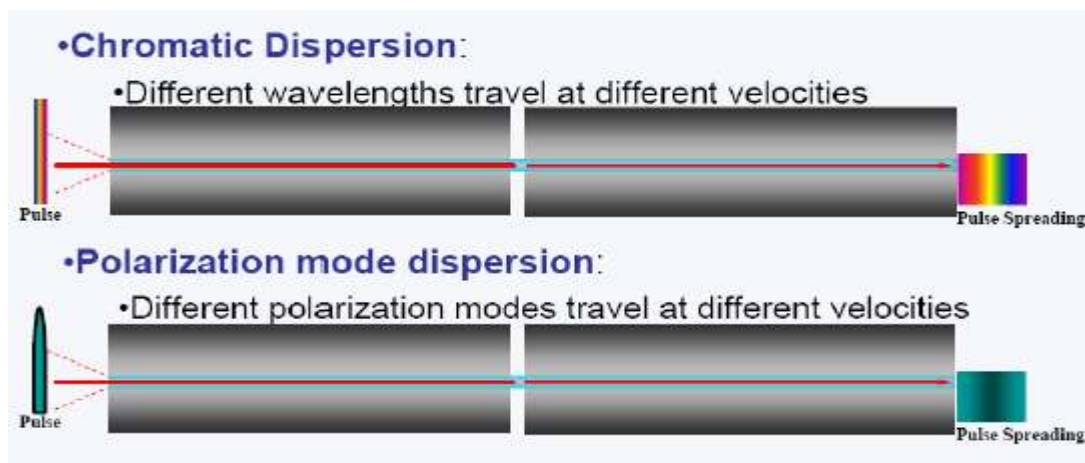 •Chromatic Dispersion:
•Different wavelengths travel at different velocities
Pulse
Pulse Spreading
•Polarization mode dispersion:
•Different polarization modes travel at different velocities
Pulse
Pulse Spreading